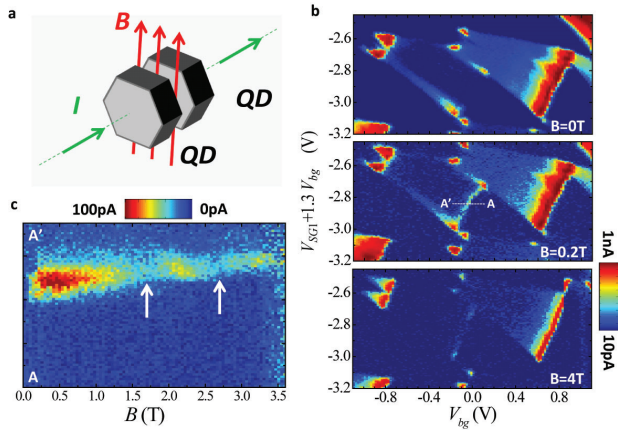 a
B
I
QD
QD
c
100pA
0pA
A'
A
0.0 0.5 1.0 1.5 2.0 2.5 3.0 3.5
B (T)
b
-2.6
-2.8
-3.0
-3.2
B=0T
-2.6
-2.8
-3.0
-3.2
A' A
B=0.2T
-2.6
-2.8
-3.0
-3.2
B=4T
-0.8 -0.4 0.0 0.4 0.8
V_bg (V)
V_SG1+1.3 V_bg (V)
1nA
10pA